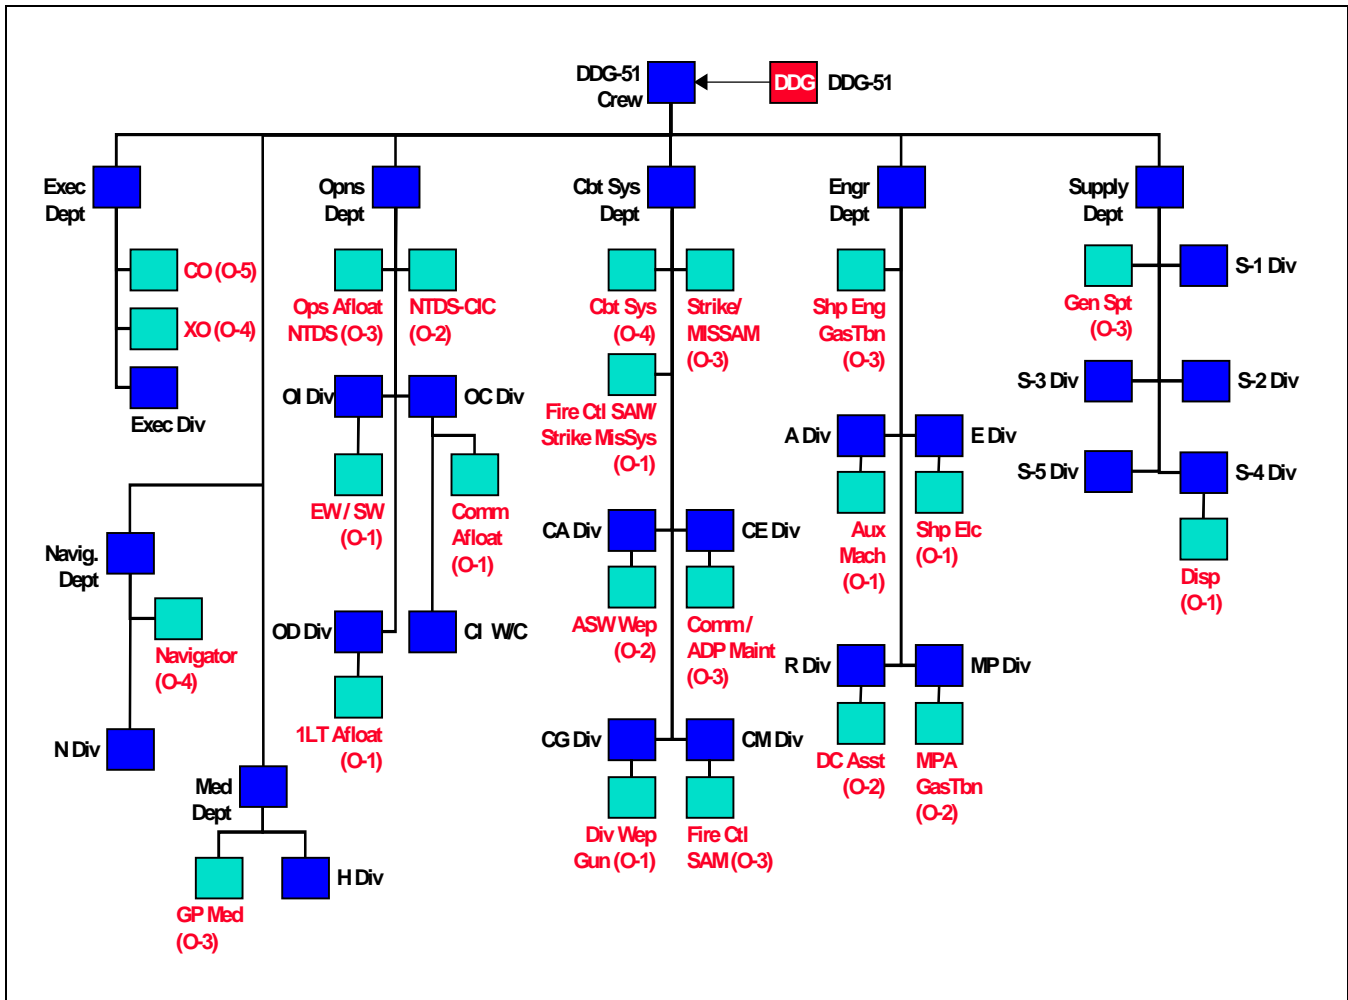 DDG-51
Crew
DDG
DDG-51
Exec
Dept
CO (O-5)
XO (O-4)
Exec Div
Navig.
Dept
Navigator
(O-4)
N Div
Med
Dept
GP Med
(O-3)
H Div
Opns
Dept
Ops Afloat
NTDS (O-3)
NTDS-CIC
(O-2)
OI Div
OC Div
EW / SW
(O-1)
Comm
Afloat
(O-1)
OD Div
CI W/C
1LT Afloat
(O-1)
Cbt Sys
Dept
Cbt Sys
(O-4)
Strike/
MISSAM
(O-3)
Fire Ctl SAM/
Strike MisSys
(O-1)
CA Div
CE Div
ASW Wep
(O-2)
Comm /
ADP Maint
(O-3)
CG Div
CM Div
Div Wep
Gun (O-1)
Fire Ctl
SAM (O-3)
Engr
Dept
Shp Eng
GasTbn
(O-3)
A Div
E Div
Aux
Mach
(O-1)
Shp Elc
(O-1)
R Div
MP Div
DC Asst
(O-2)
MPA
GasTbn
(O-2)
Supply
Dept
Gen Spt
(O-3)
S-1 Div
S-3 Div
S-2 Div
S-5 Div
S-4 Div
Disp
(O-1)